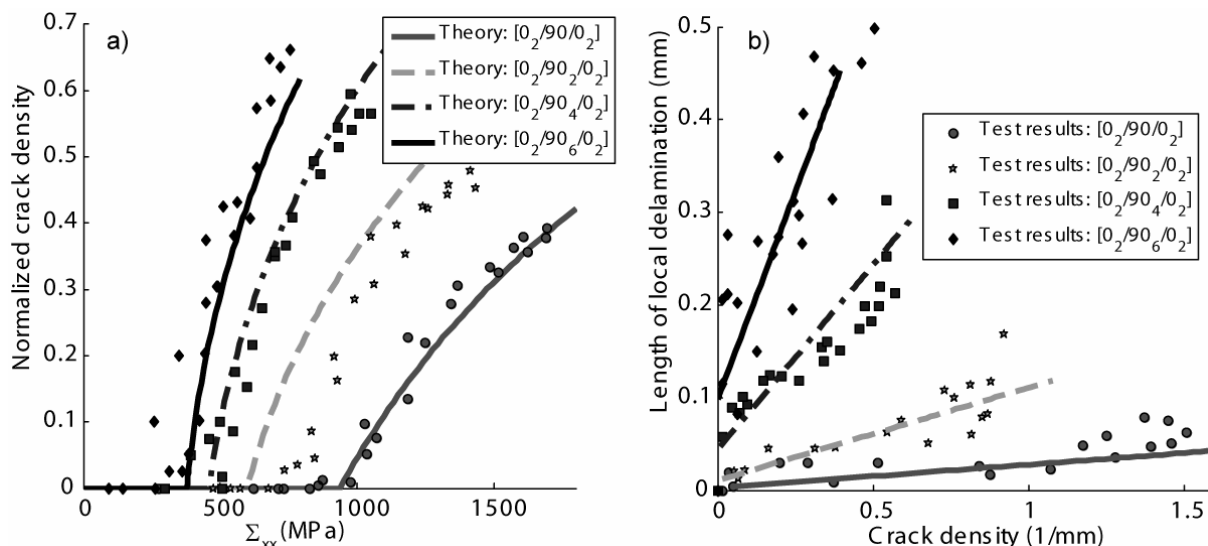 a)
Normalized crack density
0.7
0.6
0.5
0.4
0.3
0.2
0.1
0
0
500
1000
1500
Σxx(MPa)
Theory: [0₂/90/0₂]
Theory: [0₂/90₂/0₂]
Theory: [0₂/90₄/0₂]
Theory: [0₂/90₆/0₂]
b)
Length of local delamination (mm)
0.5
0.4
0.3
0.2
0.1
0
0
0.5
1
1.5
Crack density (1/mm)
Test results: [0₂/90/0₂]
Test results: [0₂/90₂/0₂]
Test results: [0₂/90₄/0₂]
Test results: [0₂/90₆/0₂]